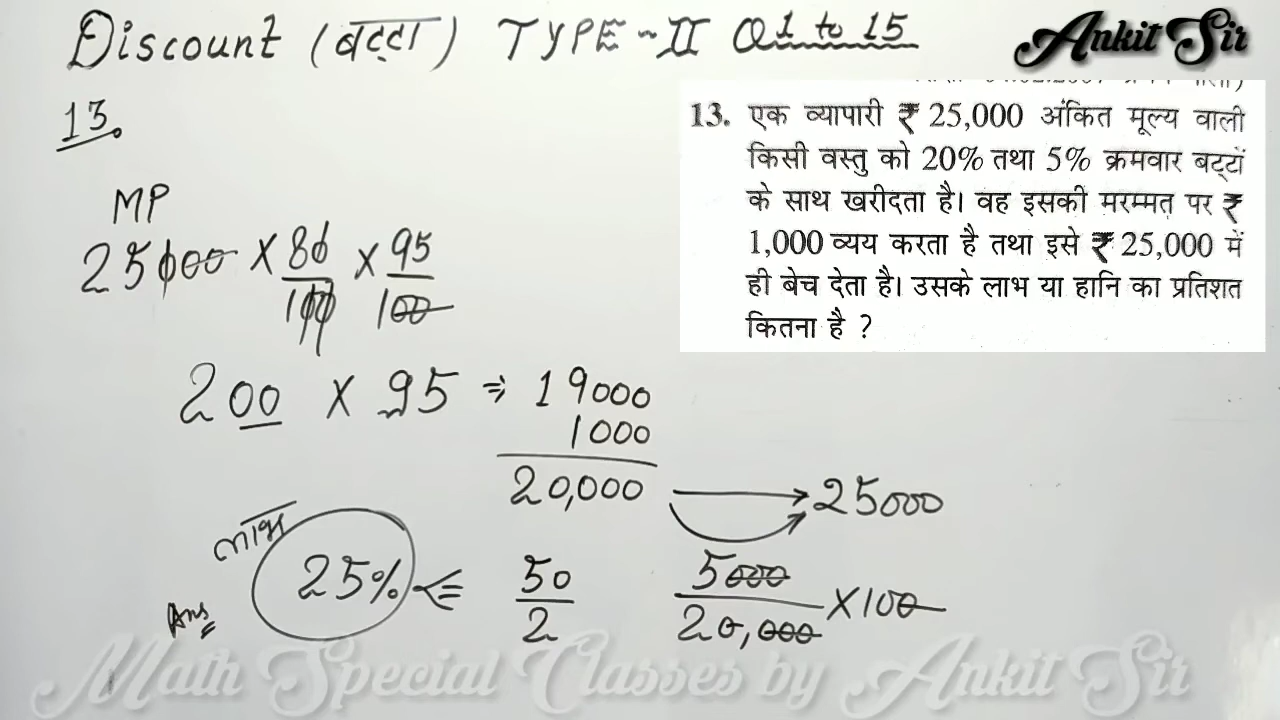 Discount (बट्टा) TYPE-II Q 1 to 15
Ankit Sir
13.
13. एक व्यापारी ₹ 25,000 अंकित मूल्य वाली
किसी वस्तु को 20% तथा 5% क्रमवार बट्टों
के साथ खरीदता है। वह इसकी मरम्मत पर ₹
1,000 व्यय करता है तथा इसे ₹ 25,000 में
ही बेच देता है। उसके लाभ या हानि का प्रतिशत
कितना है ?
MP
25000 × 80/100 × 95/100
200 × 95 ⇒ 19000
1000
20,000 → 25000
5000/20,000 × 100
50/2
लाभ 25%
Ans
Math Special Classes by Ankit Sir